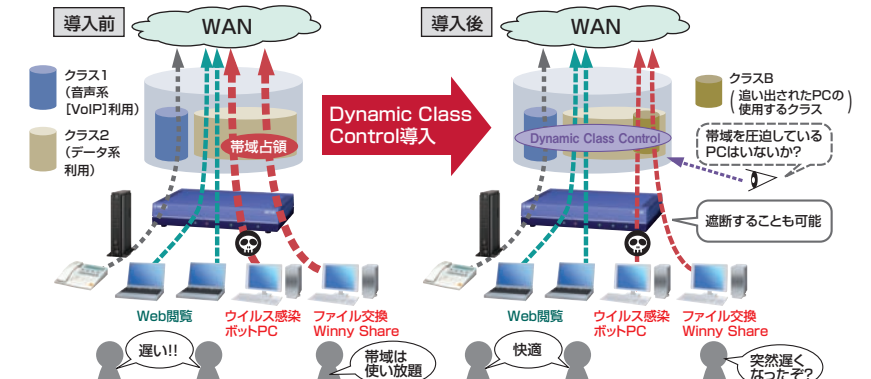 導入前
WAN
クラス1
(音声系
[VoIP]利用)
クラス2
(データ系
利用)
帯域占領
Web閲覧
ウイルス感染
ボットPC
ファイル交換
Winny Share
遅い!!
帯域は
使い放題
Dynamic Class
Control導入
導入後
WAN
Dynamic Class Control
クラスB
(追い出されたPCの
使用するクラス)
帯域を圧迫している
PCはいないか?
遮断することも可能
Web閲覧
ウイルス感染
ボットPC
ファイル交換
Winny Share
快適
突然遅く
なったぞ?